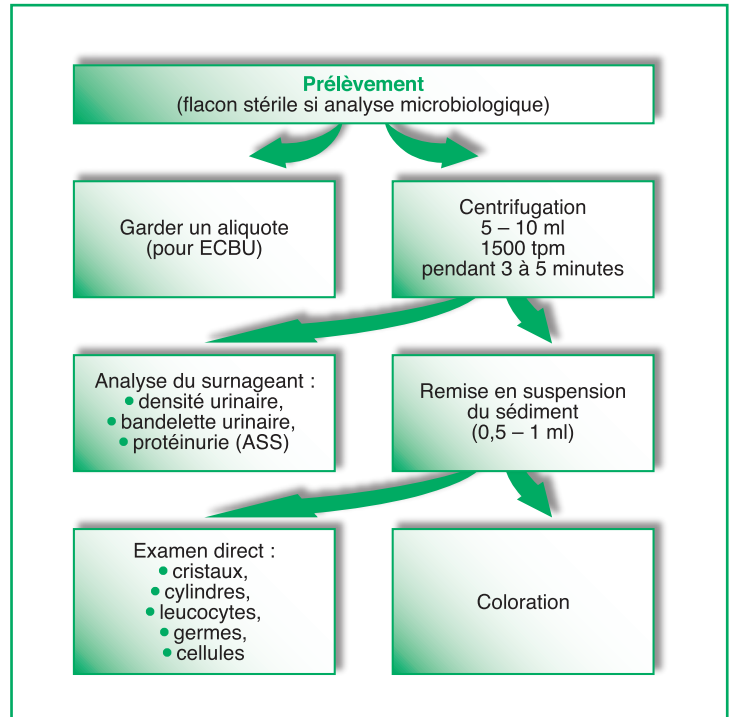 Prélèvement
(flacon stérile si analyse microbiologique)
Garder un aliquote
(pour ECBU)
Centrifugation
5 – 10 ml
1500 tpm
pendant 3 à 5 minutes
Analyse du surnageant :
• densité urinaire,
• bandelette urinaire,
• protéinurie (ASS)
Remise en suspension
du sédiment
(0,5 – 1 ml)
Examen direct :
• cristaux,
• cylindres,
• leucocytes,
• germes,
• cellules
Coloration